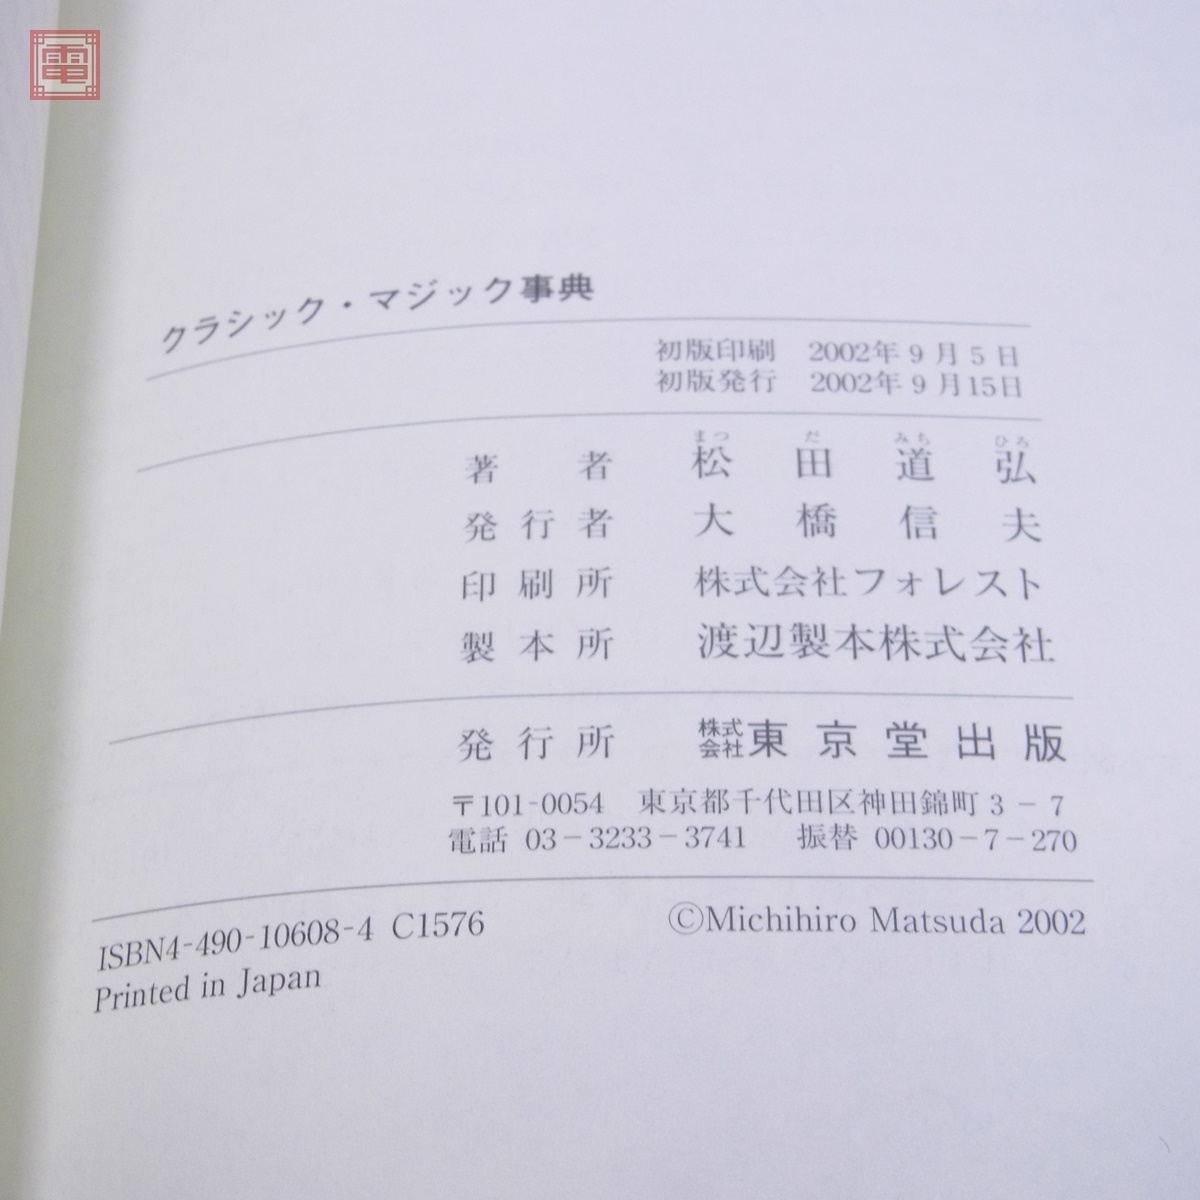 電
クラシック・マジック事典
初版印刷 2002年9月5日
初版発行 2002年9月15日
まつ だ みち ひろ
著者 松田道弘
発行者 大橋信夫
印刷所 株式会社フォレスト
製本所 渡辺製本株式会社
発行所 株式会社東京堂出版
〒101-0054 東京都千代田区神田錦町3-7
電話 03-3233-3741 振替 00130-7-270
ISBN4-490-10608-4 C1576 ©Michihiro Matsuda 2002
Printed in Japan